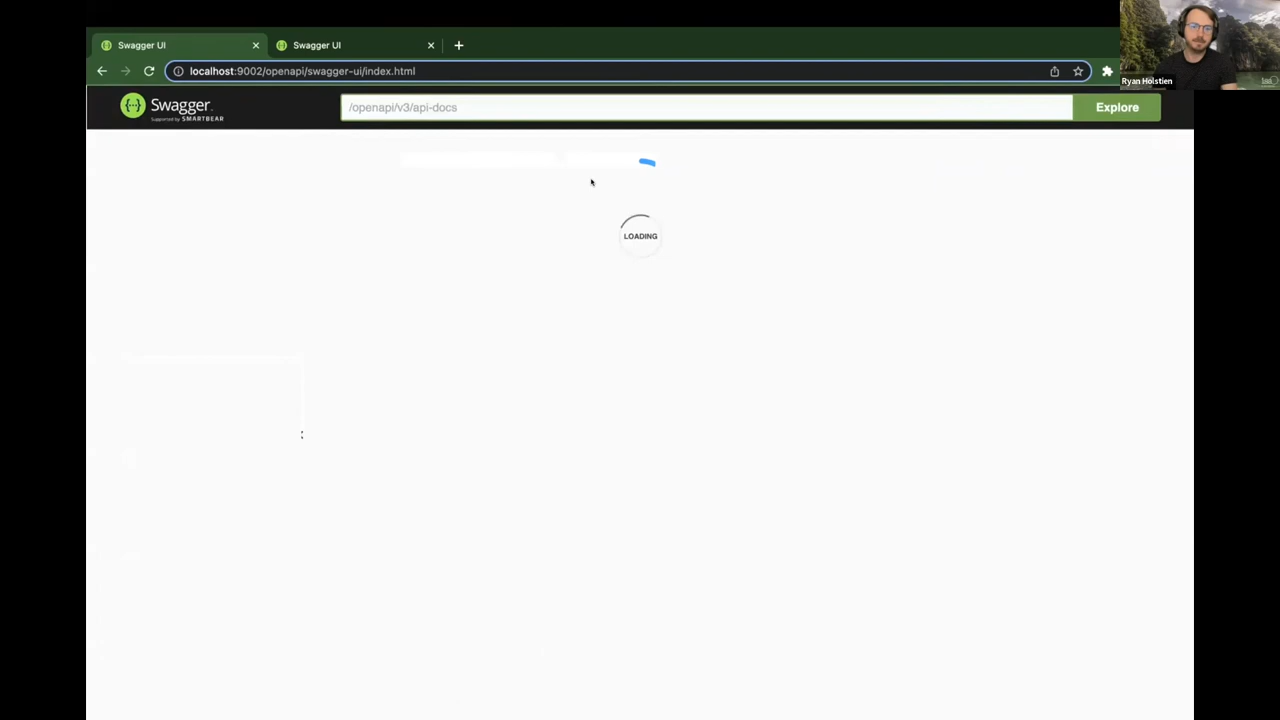 Swagger UI
Swagger UI
localhost:9002/openapi/swagger-ui/index.html
Swagger.
Supported by SMARTBEAR
/openapi/v3/api-docs
Explore
LOADING
:
Ryan Holstien